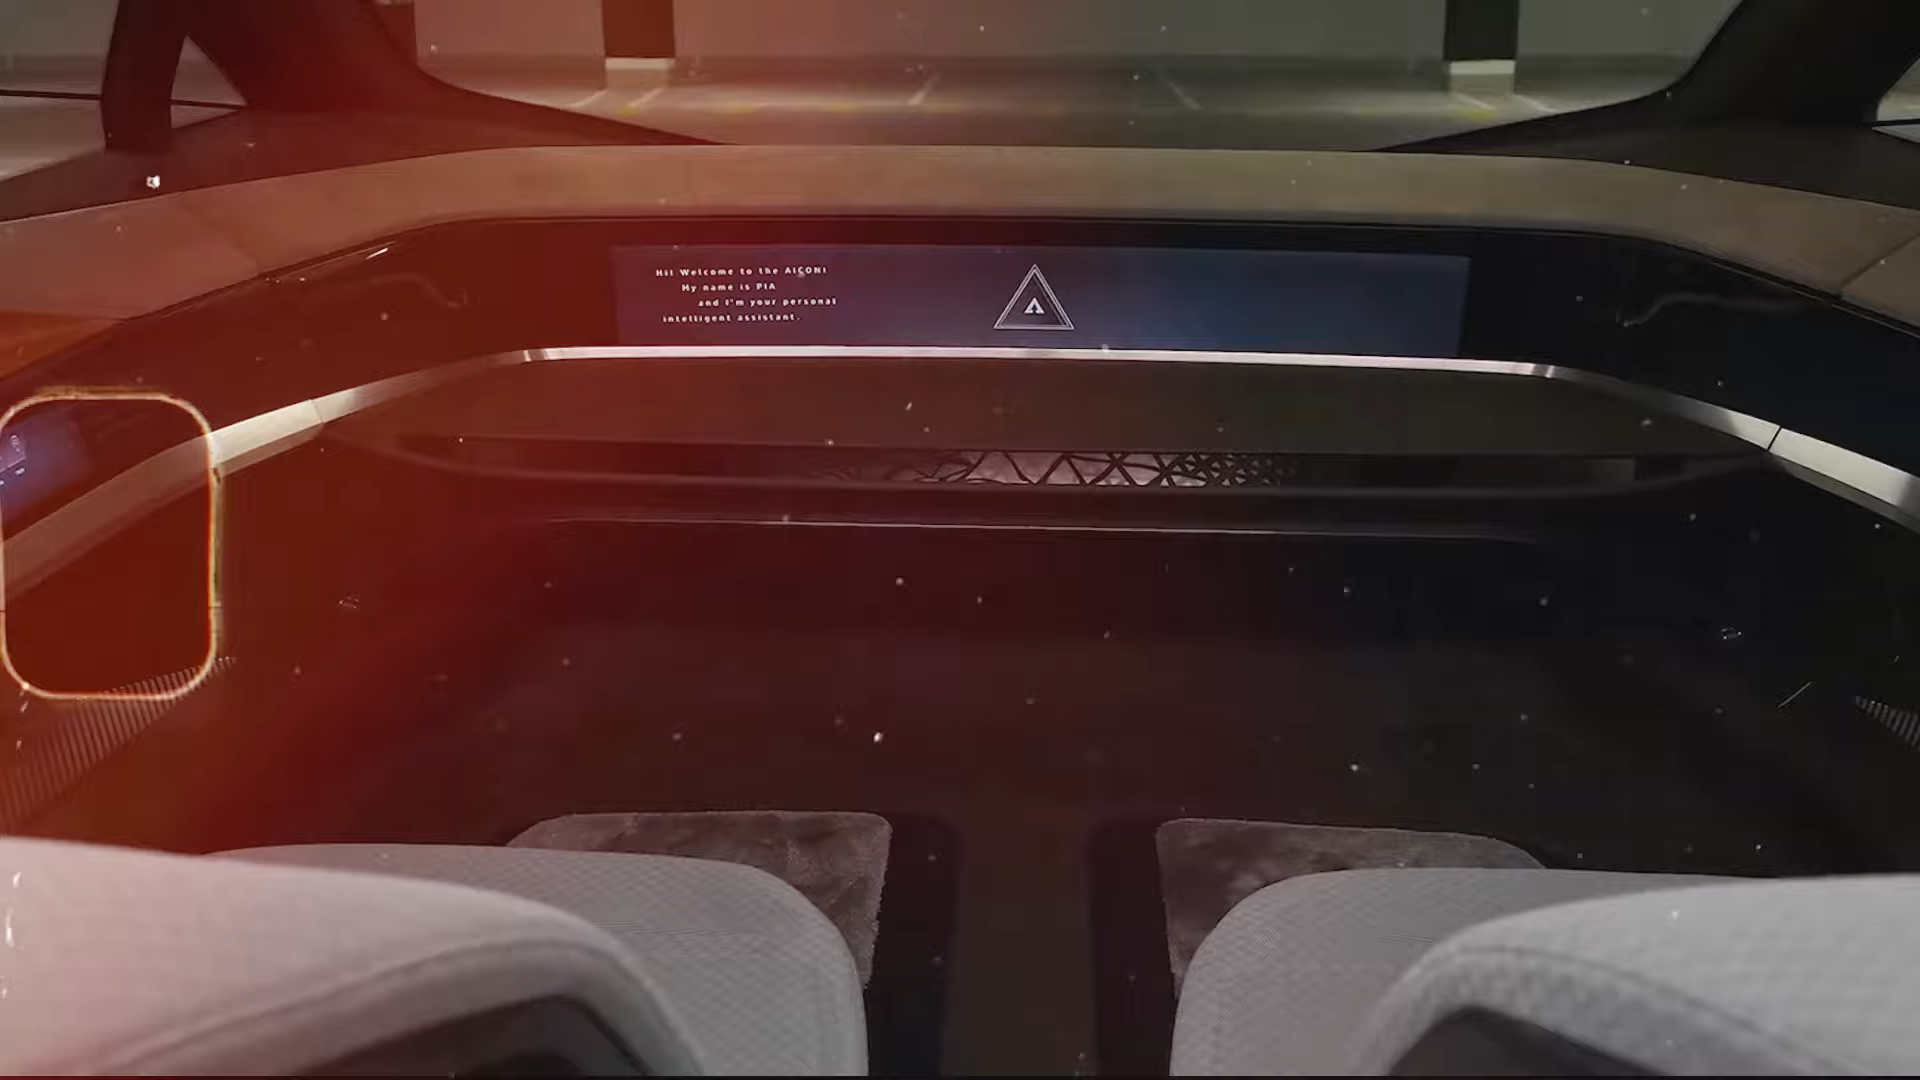 Hi! Welcome to the AICON!
My name is PIA
and I'm your personal
intelligent assistant.